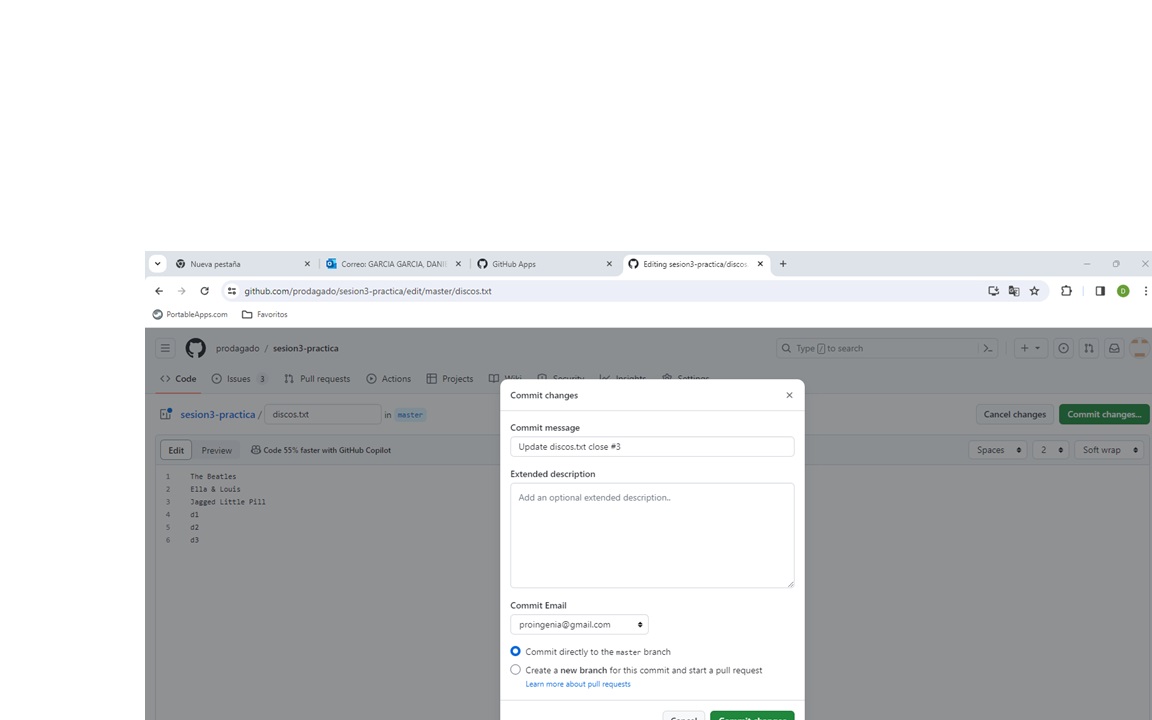 Nueva pestaña
Correo: GARCIA GARCIA, DANI
GitHub Apps
Editing sesion3-practica/discos.
github.com/prodagado/sesion3-practica/edit/master/discos.txt
D
PortableApps.com
Favoritos
prodagado / sesion3-practica
Type / to search
Code
Issues 3
Pull requests
Actions
Projects
Wiki
Security
Insights
Settings
sesion3-practica / discos.txt in master
Cancel changes
Commit changes...
Edit
Preview
Code 55% faster with GitHub Copilot
Spaces
2
Soft wrap
1 The Beatles
2 Ella & Louis
3 Jagged Little Pill
4 d1
5 d2
6 d3
Commit changes
Commit message
Update discos.txt close #3
Extended description
Add an optional extended description..
Commit Email
proingenia@gmail.com
Commit directly to the master branch
Create a new branch for this commit and start a pull request
Learn more about pull requests
Cancel
Commit changes